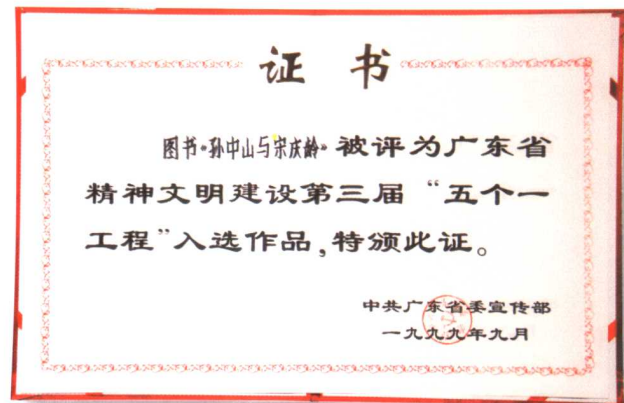 证 书
图书《孙中山与宋庆龄》被评为广东省
精神文明建设第三届“五个一
工程”入选作品,特颁此证。
中共广东省委宣传部
一九九九年九月